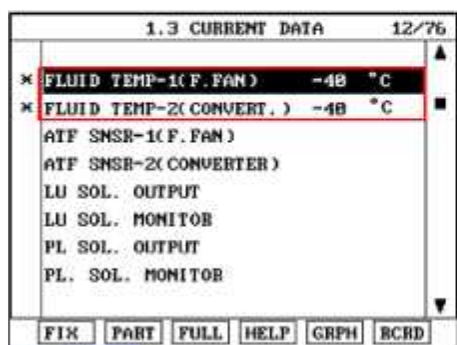 1.3 CURRENT DATA 12/76
* FLUID TEMP-1(F.FAN) -40 °C
* FLUID TEMP-2(CONVERT.) -40 °C
ATF SNSR-1(F.FAN)
ATF SNSR-2(CONVERTER)
LU SOL. OUTPUT
LU SOL. MONITOR
PL SOL. OUTPUT
PL. SOL. MONITOR
FIX PART FULL HELP GRPH RCRD